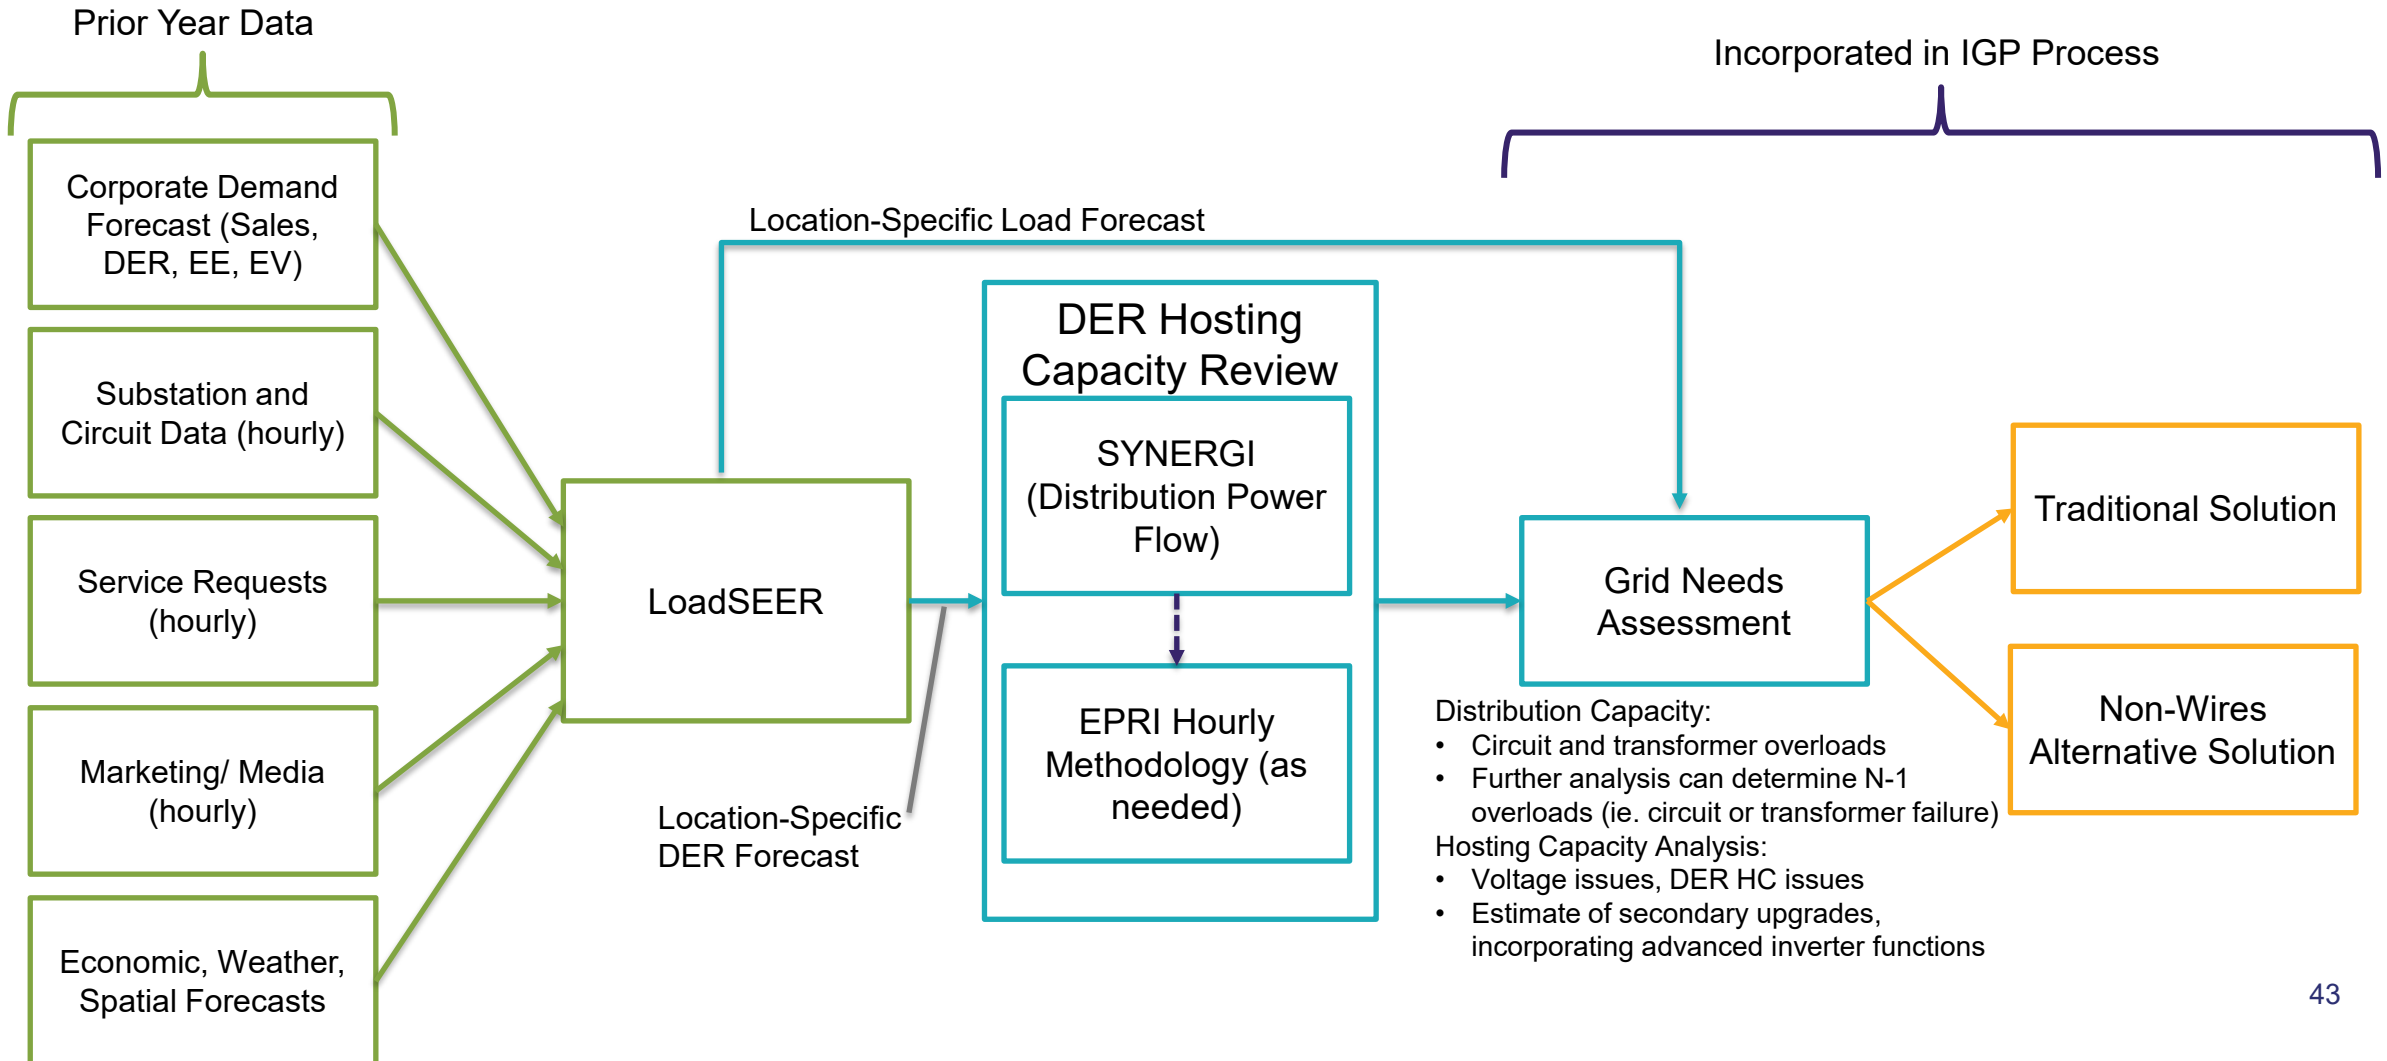 Prior Year Data
Incorporated in IGP Process
Corporate Demand
Forecast (Sales,
DER, EE, EV)
Substation and
Circuit Data (hourly)
Service Requests
(hourly)
Marketing/ Media
(hourly)
Economic, Weather,
Spatial Forecasts
LoadSEER
Location-Specific Load Forecast
Location-Specific
DER Forecast
DER Hosting
Capacity Review
SYNERGI
(Distribution Power
Flow)
EPRI Hourly
Methodology (as
needed)
Grid Needs
Assessment
Distribution Capacity:
• Circuit and transformer overloads
• Further analysis can determine N-1
overloads (ie. circuit or transformer failure)
Hosting Capacity Analysis:
• Voltage issues, DER HC issues
• Estimate of secondary upgrades,
incorporating advanced inverter functions
Traditional Solution
Non-Wires
Alternative Solution
43